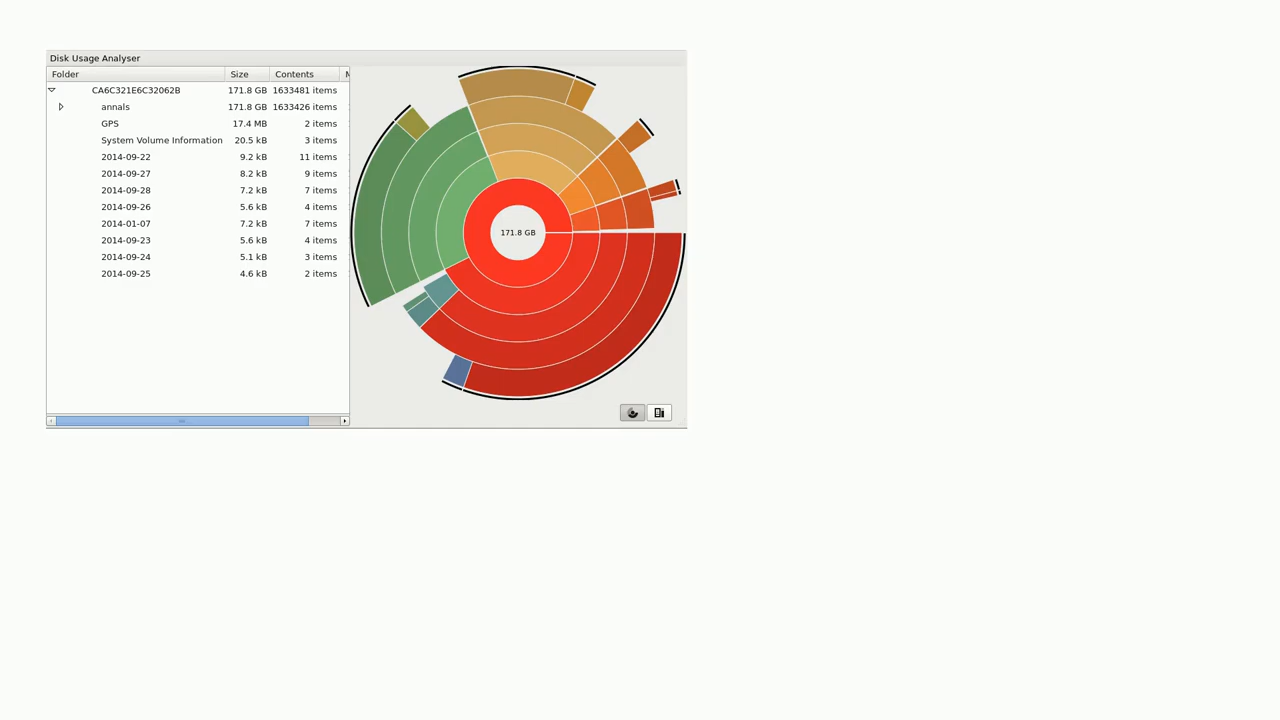 Disk Usage Analyser
Folder Size Contents M
CA6C321E6C32062B 171.8 GB 1633481 items
annals 171.8 GB 1633426 items
GPS 17.4 MB 2 items
System Volume Information 20.5 kB 3 items
2014-09-22 9.2 kB 11 items
2014-09-27 8.2 kB 9 items
2014-09-28 7.2 kB 7 items
2014-09-26 5.6 kB 4 items
2014-01-07 7.2 kB 7 items
2014-09-23 5.6 kB 4 items
2014-09-24 5.1 kB 3 items
2014-09-25 4.6 kB 2 items
171.8 GB